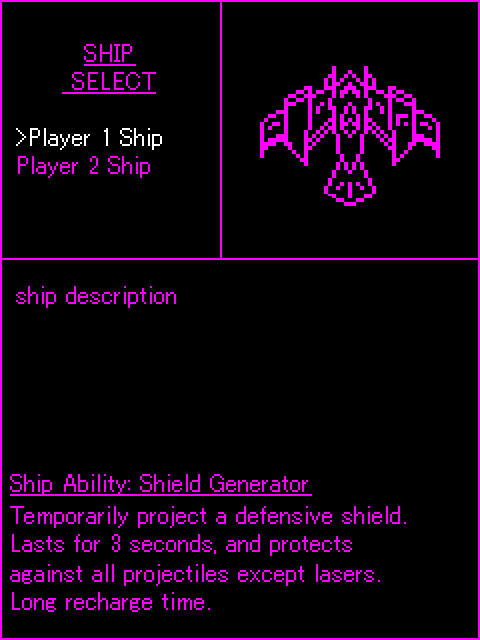 SHIP
SELECT
>Player 1 Ship
Player 2 Ship
ship description
Ship Ability: Shield Generator
Temporarily project a defensive shield.
Lasts for 3 seconds, and protects
against all projectiles except lasers.
Long recharge time.